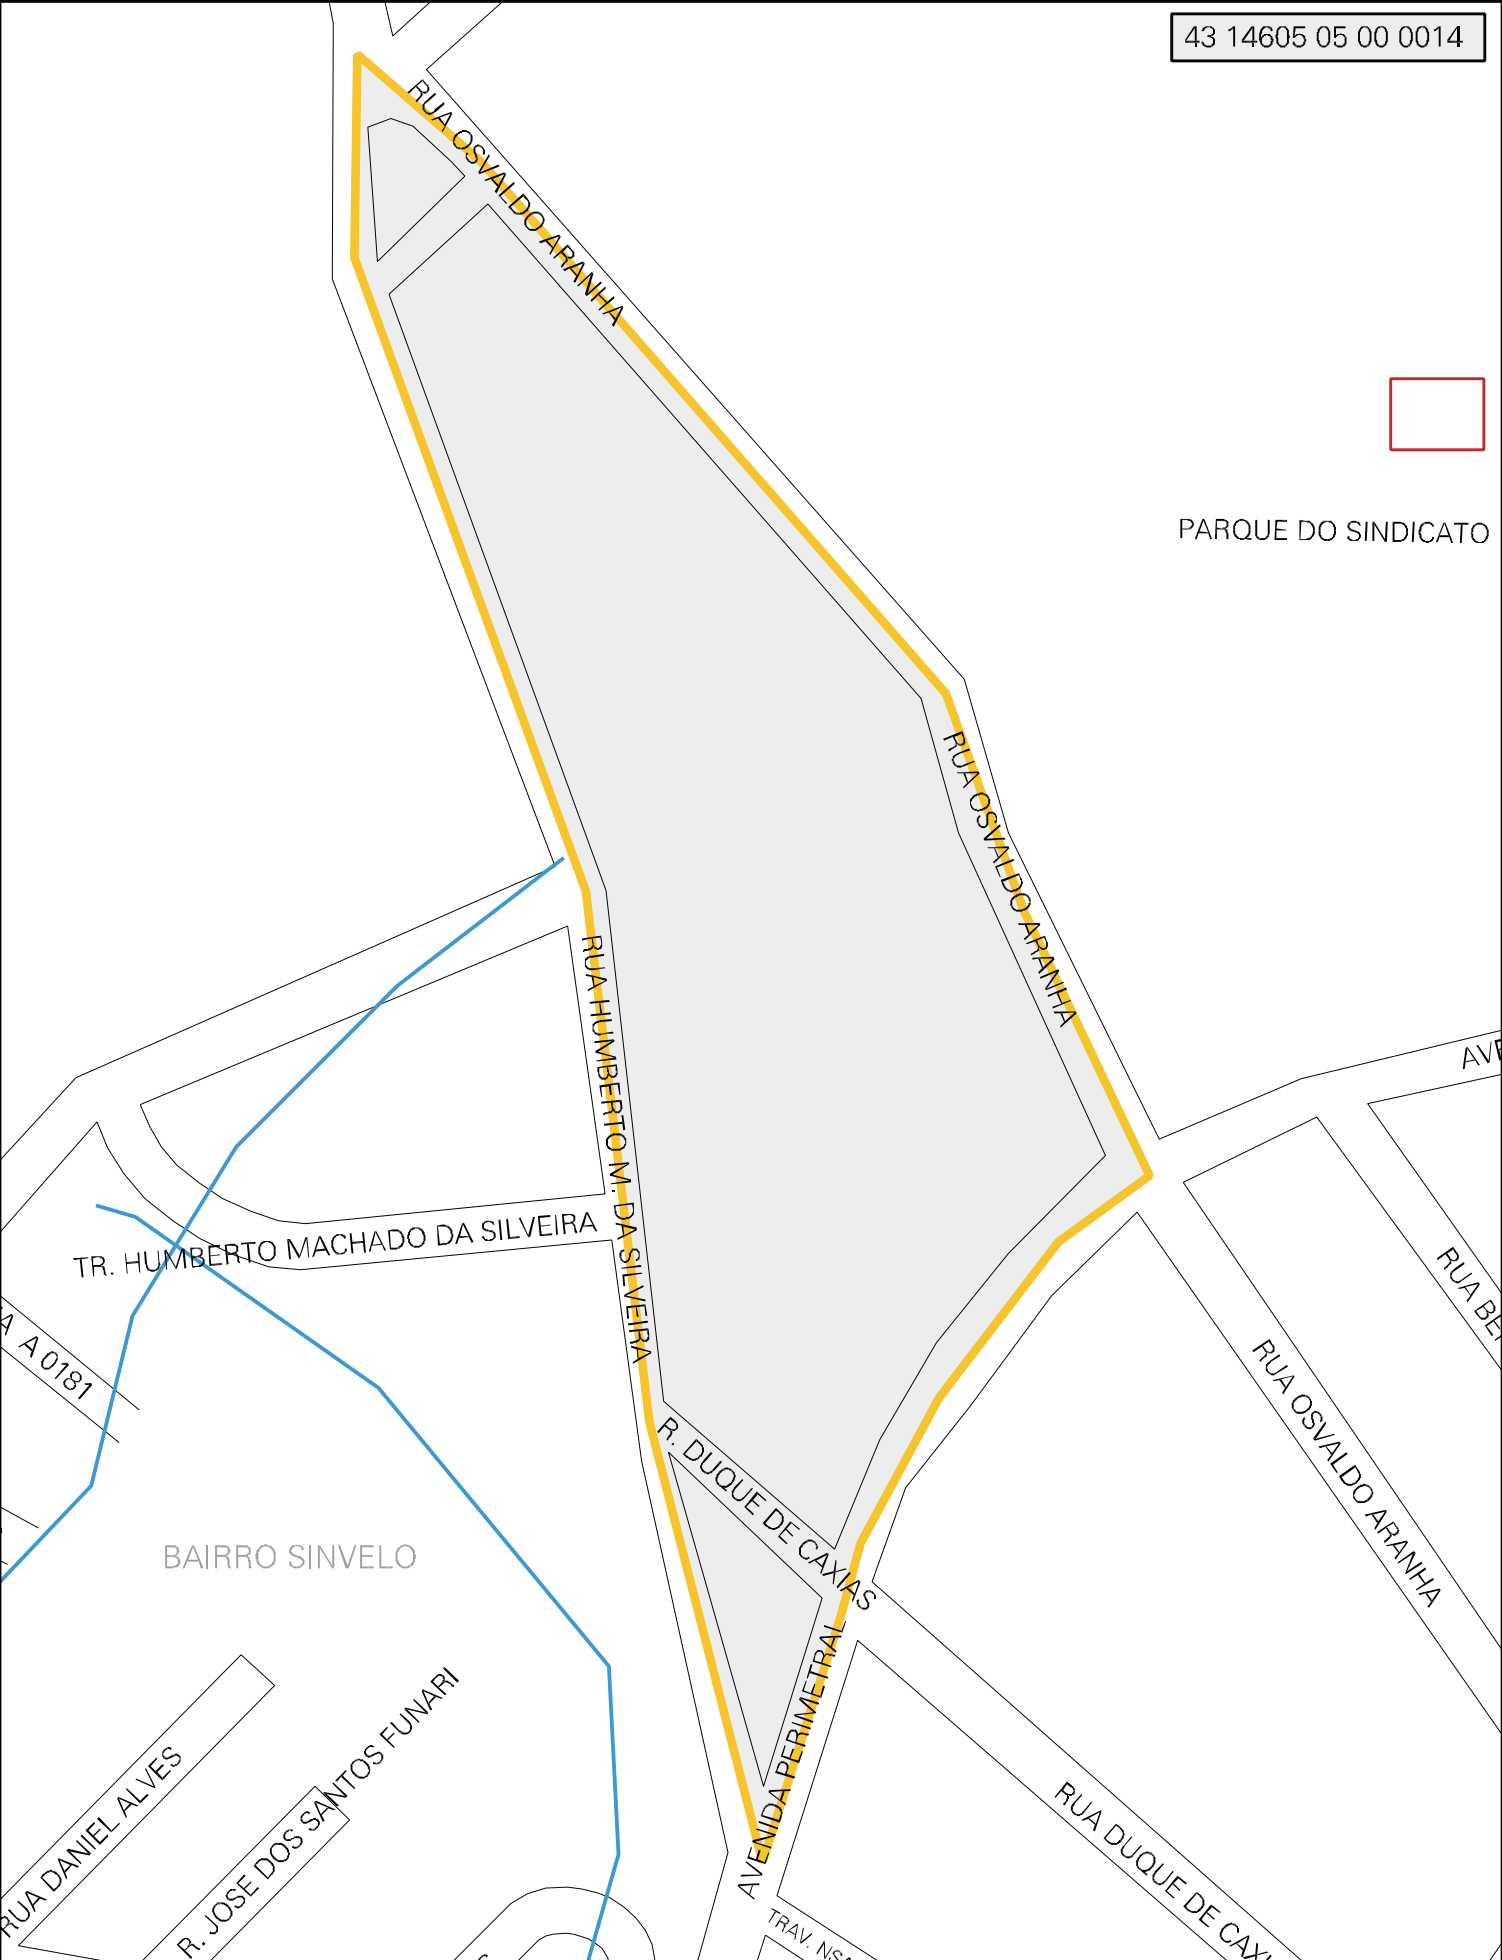 43 14605 05 00 0014
RUA OSVALDO ARANHA
PARQUE DO SINDICATO
RUA OSVALDO ARANHA
RUA HUMBERTO M. DA SILVEIRA
TR. HUMBERTO MACHADO DA SILVEIRA
A 0181
RUA OSVALDO ARANHA
R. DUQUE DE CAXIAS
BAIRRO SINVELO
AVENIDA PERIMETRAL
RUA DANIEL ALVES
R. JOSE DOS SANTOS FUNARI
RUA DUQUE DE
TRAV.
RUA